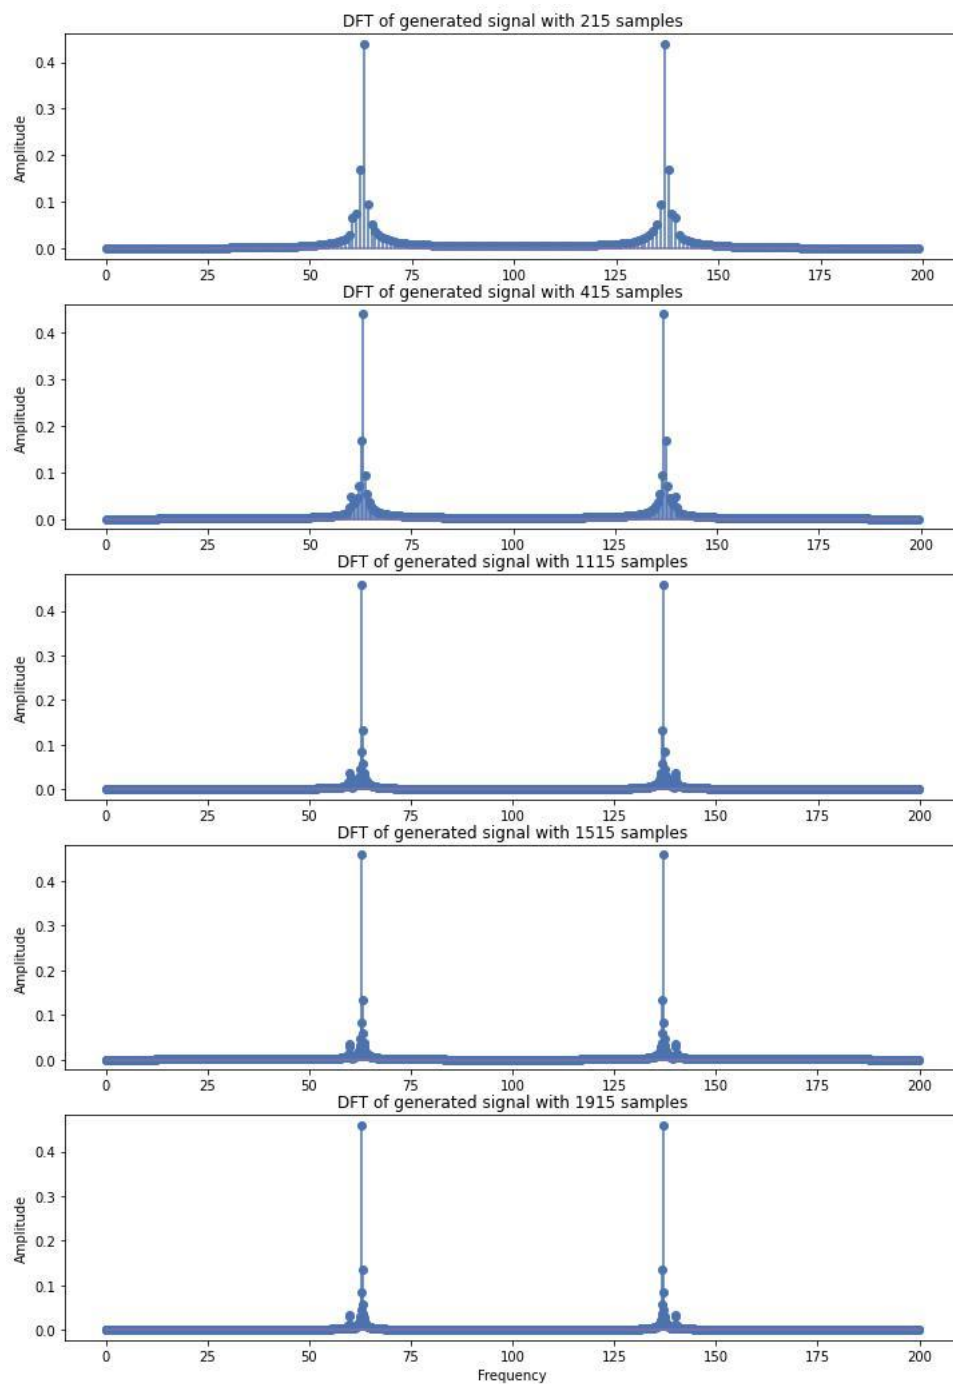 DFT of generated signal with 215 samples
0.4
0.3
0.2
0.1
0.0
Amplitude
0 25 50 75 100 125 150 175 200
DFT of generated signal with 415 samples
0.4
0.3
0.2
0.1
0.0
Amplitude
0 25 50 75 100 125 150 175 200
DFT of generated signal with 1115 samples
0.4
0.3
0.2
0.1
0.0
Amplitude
0 25 50 75 100 125 150 175 200
DFT of generated signal with 1515 samples
0.4
0.3
0.2
0.1
0.0
Amplitude
0 25 50 75 100 125 150 175 200
DFT of generated signal with 1915 samples
0.4
0.3
0.2
0.1
0.0
Amplitude
0 25 50 75 100 125 150 175 200
Frequency